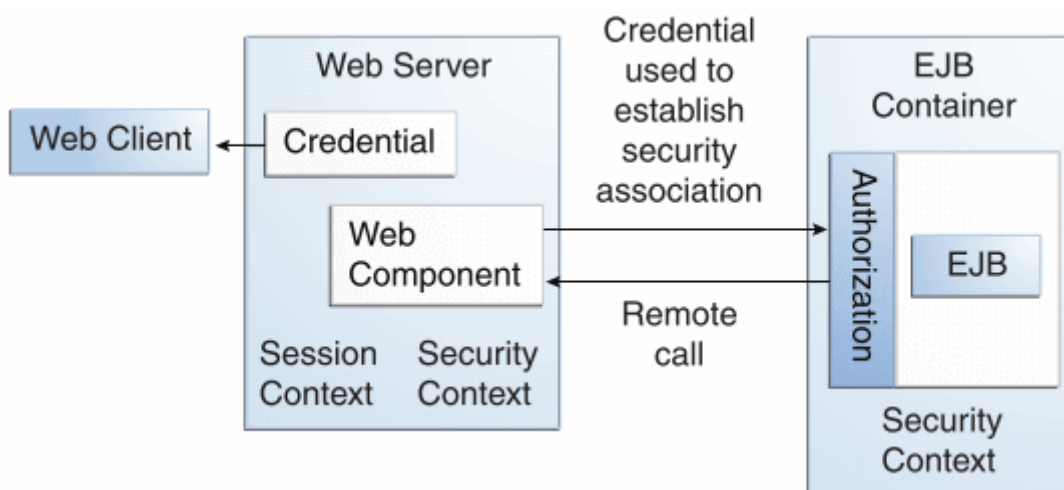 Web Client
Web Server
Credential
Web
Component
Session
Context
Security
Context
Credential
used to
establish
security
association
Remote
call
EJB
Container
Authorization
EJB
Security
Context